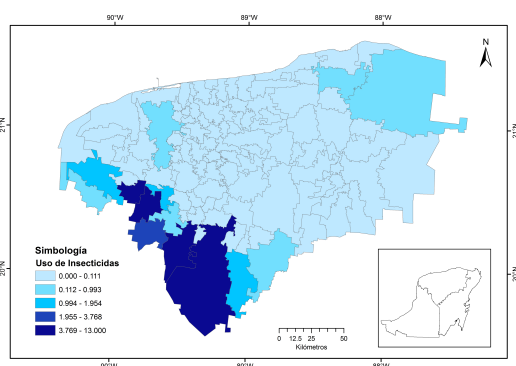 90°W 89°W 88°W
N
21°N 21°N
Simbología
Uso de Insecticidas
0.000 - 0.111
0.112 - 0.993
0.994 - 1.954
1.955 - 3.768
3.769 - 13.000
20°N 20°N
0 12.5 25 50
Kilómetros
90°W 89°W 88°W